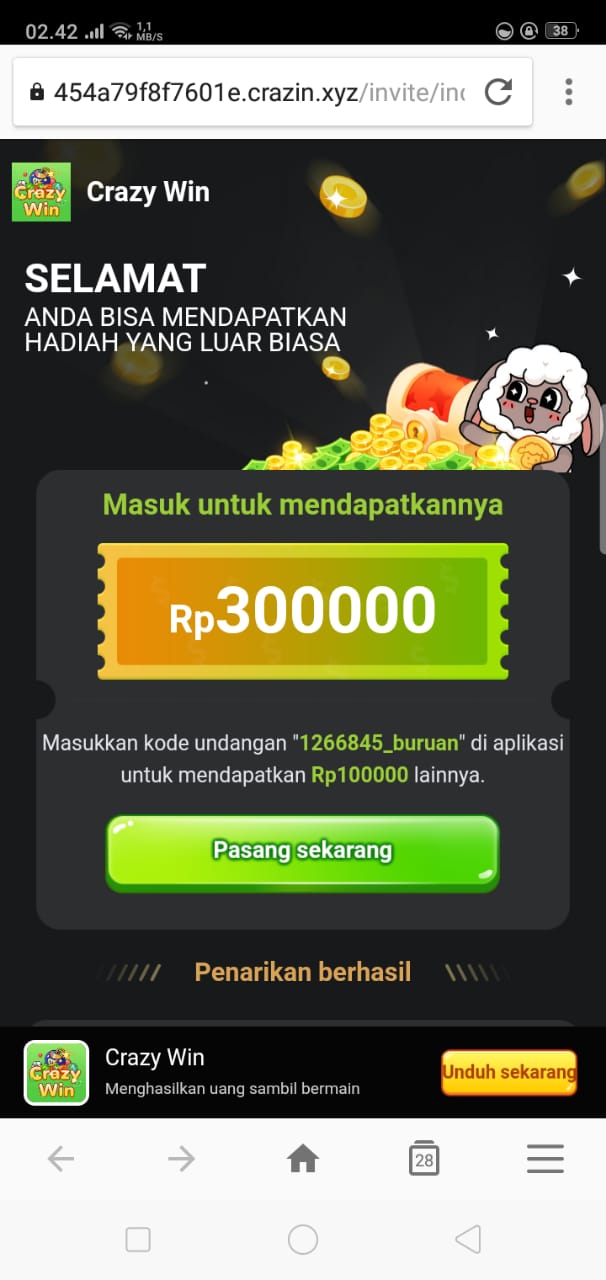 02.42
1,1
MB/S
38
454a79f8f7601e.crazin.xyz/invite/inc
Crazy
Win
Crazy Win
SELAMAT
ANDA BISA MENDAPATKAN
HADIAH YANG LUAR BIASA
Masuk untuk mendapatkannya
Rp300000
Masukkan kode undangan "1266845_buruan" di aplikasi
untuk mendapatkan Rp100000 lainnya.
Pasang sekarang
Penarikan berhasil
Crazy
Win
Crazy Win
Menghasilkan uang sambil bermain
Unduh sekarang
28